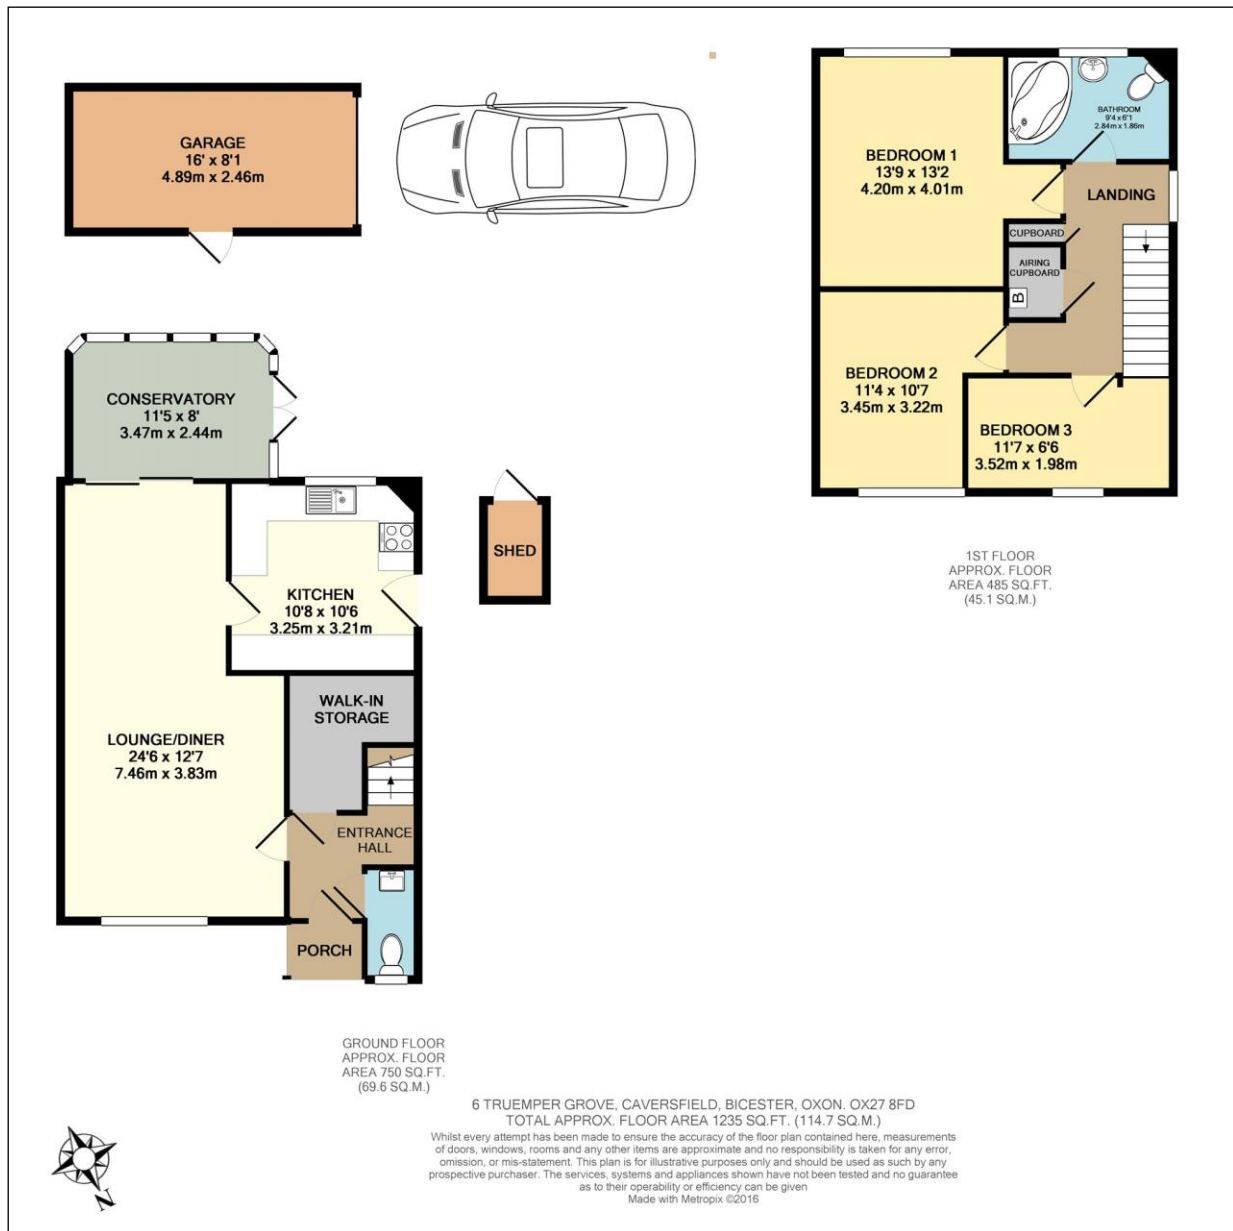 GARAGE
16' x 8'1
4.89m x 2.46m
CONSERVATORY
11'5 x 8'
3.47m x 2.44m
KITCHEN
10'8 x 10'6
3.25m x 3.21m
SHED
WALK-IN
STORAGE
LOUNGE/DINER
24'6 x 12'7
7.46m x 3.83m
ENTRANCE
HALL
PORCH
GROUND FLOOR
APPROX. FLOOR
AREA 750 SQ.FT.
(69.6 SQ.M.)
BATHROOM
9'4 x 6'1
2.84m x 1.86m
BEDROOM 1
13'9 x 13'2
4.20m x 4.01m
LANDING
CUPBOARD
AIRING
CUPBOARD
B
BEDROOM 2
11'4 x 10'7
3.45m x 3.22m
BEDROOM 3
11'7 x 6'6
3.52m x 1.98m
1ST FLOOR
APPROX. FLOOR
AREA 485 SQ.FT.
(45.1 SQ.M.)
6 TRUEMPER GROVE, CAVERSFIELD, BICESTER, OXON. OX27 8FD
TOTAL APPROX. FLOOR AREA 1235 SQ.FT. (114.7 SQ.M.)
Whilst every attempt has been made to ensure the accuracy of the floor plan contained here, measurements
of doors, windows, rooms and any other items are approximate and no responsibility is taken for any error,
omission, or mis-statement. This plan is for illustrative purposes only and should be used as such by any
prospective purchaser. The services, systems and appliances shown have not been tested and no guarantee
as to their operability or efficiency can be given
Made with Metropix ©2016
N